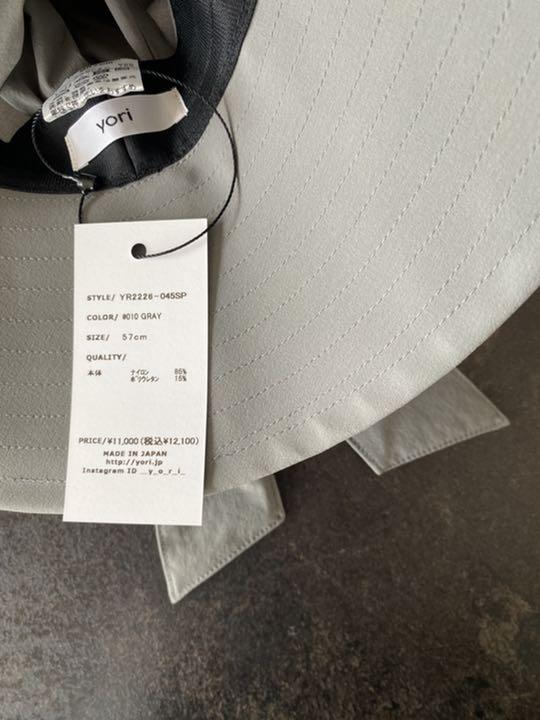 yori
STYLE/ YR2226-045SP
COLOR/ #010 GRAY
SIZE/ 57cm
QUALITY/
本体 ナイロン 85%
ポリウレタン 15%
PRICE/¥11,000(税込¥12,100)
MADE IN JAPAN
http://yori.jp
Instagram ID __y_o_r_i_